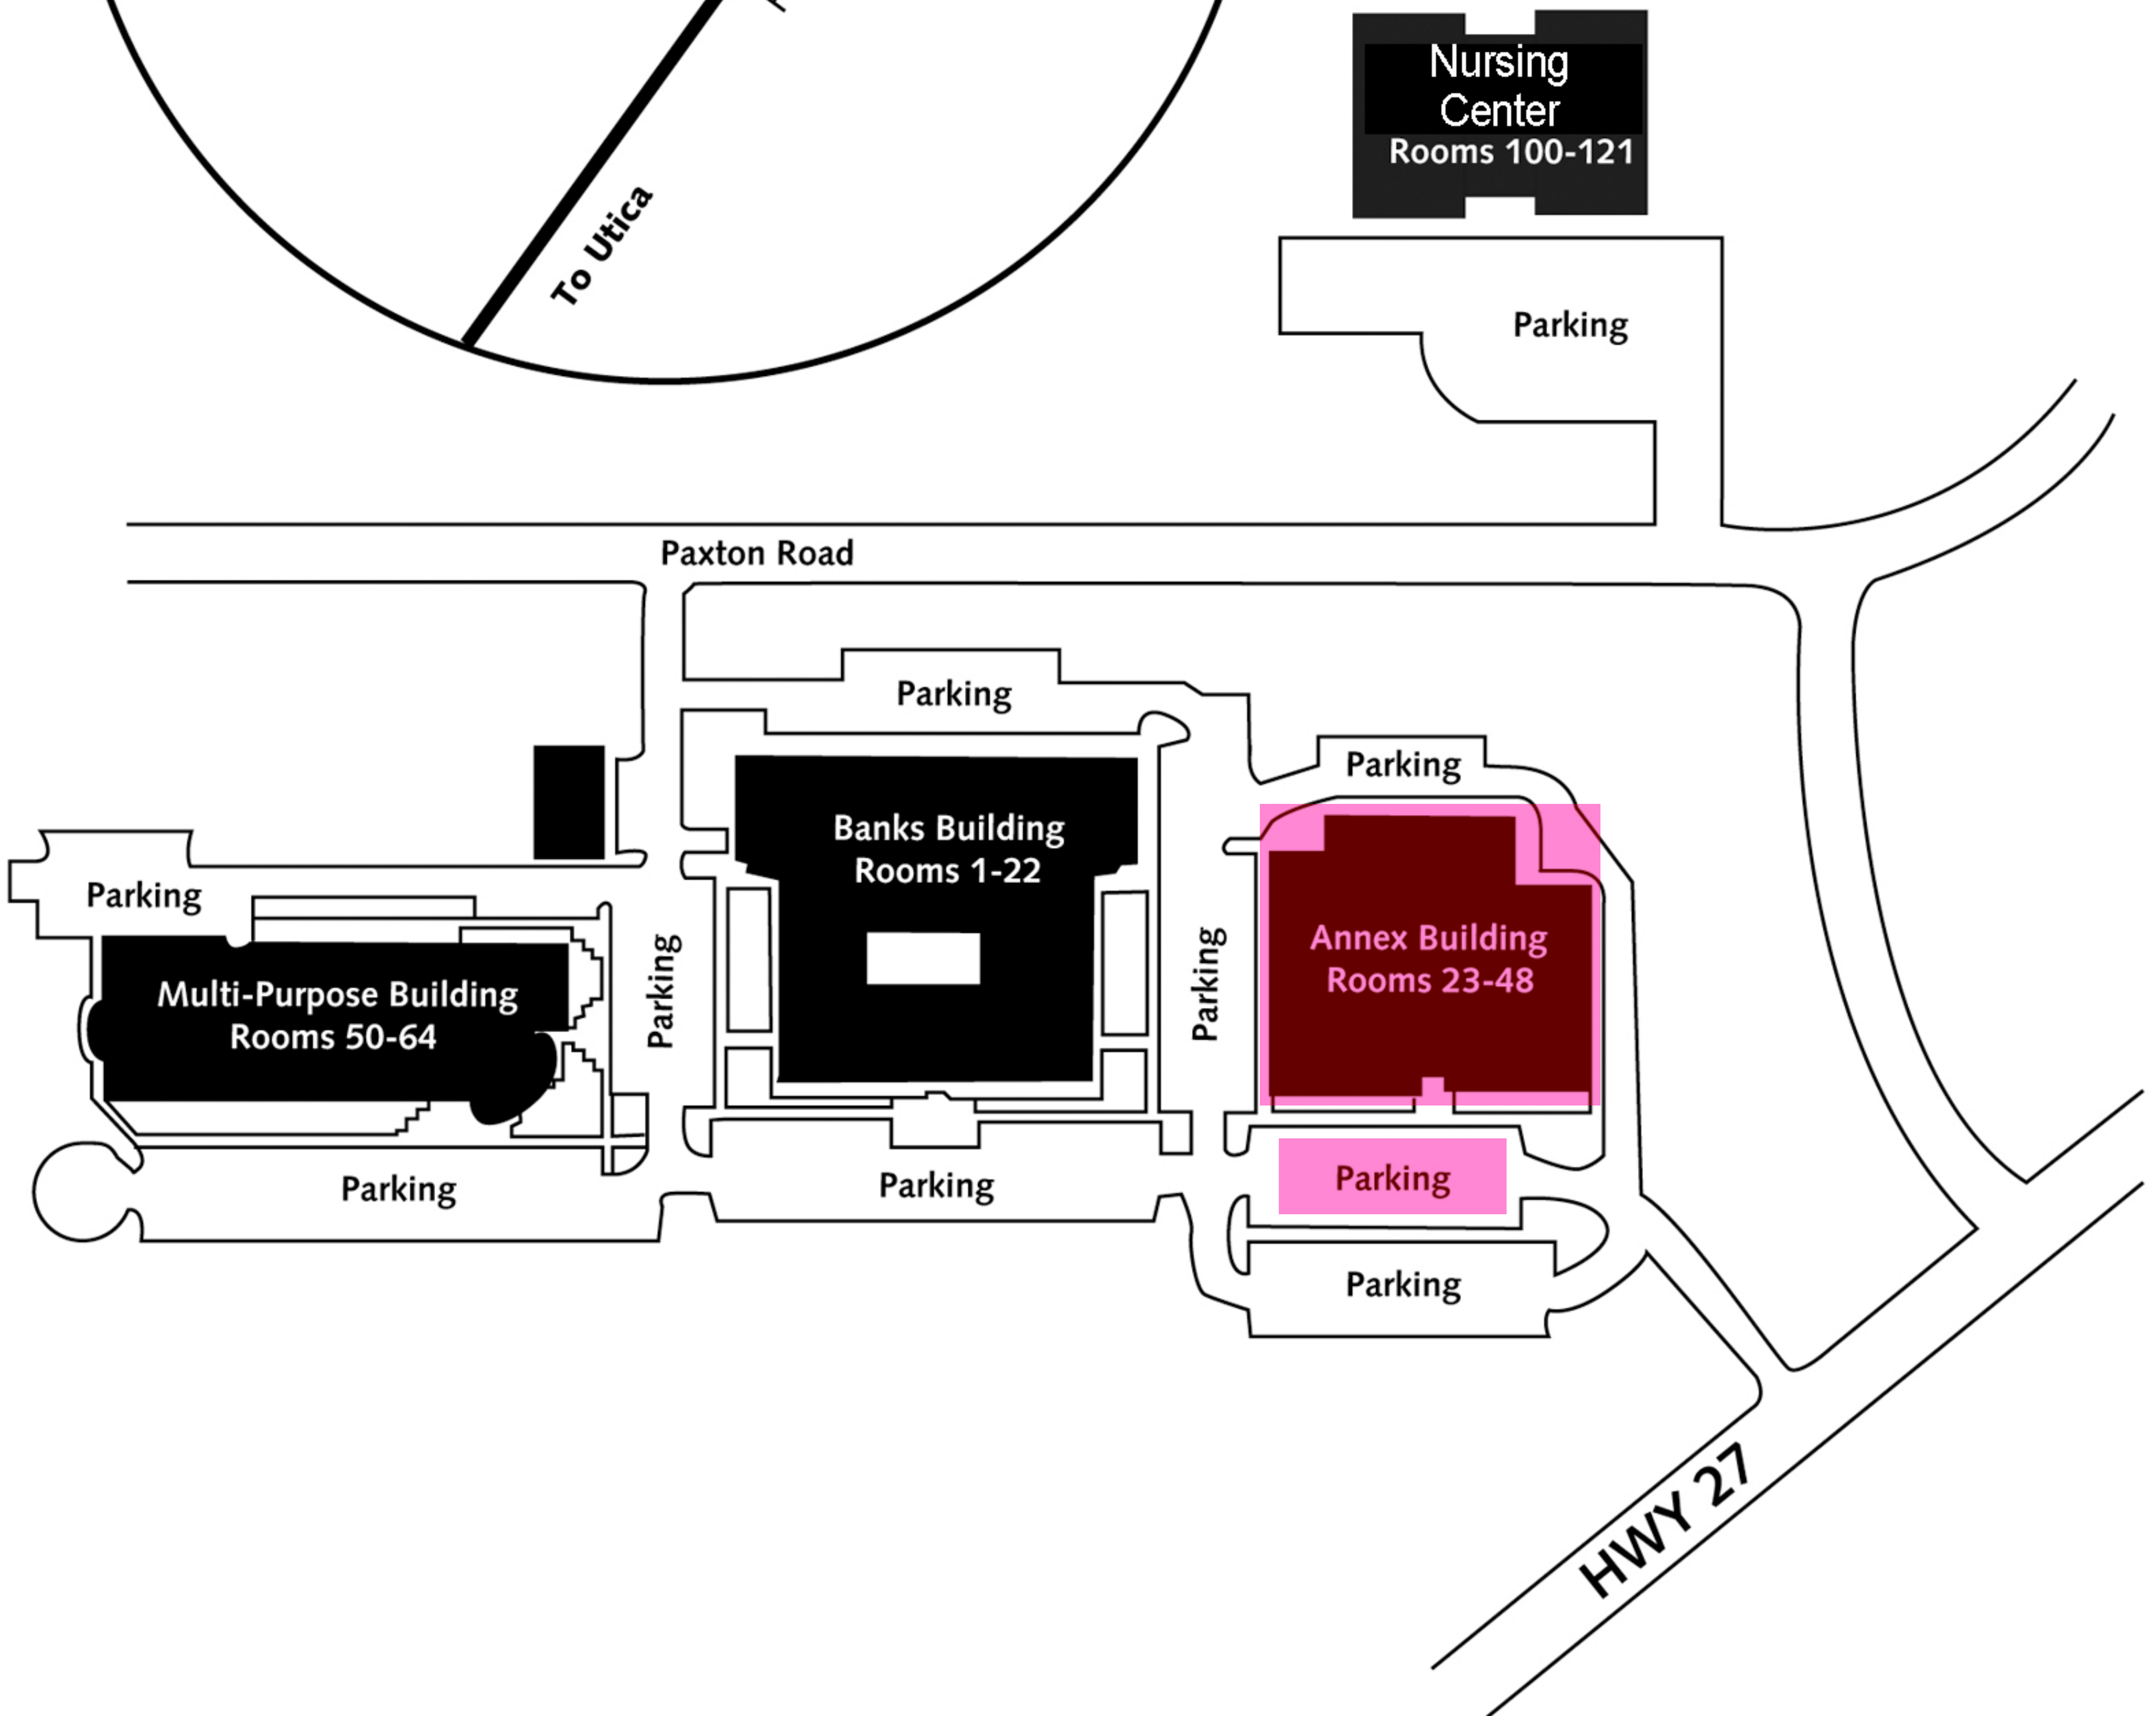 Nursing
Center
Rooms 100-121
To Utica
Parking
Paxton Road
Parking
Parking
Banks Building
Rooms 1-22
Parking
Annex Building
Rooms 23-48
Multi-Purpose Building
Rooms 50-64
Parking
Parking
Parking
Parking
Parking
Parking
HWY 27